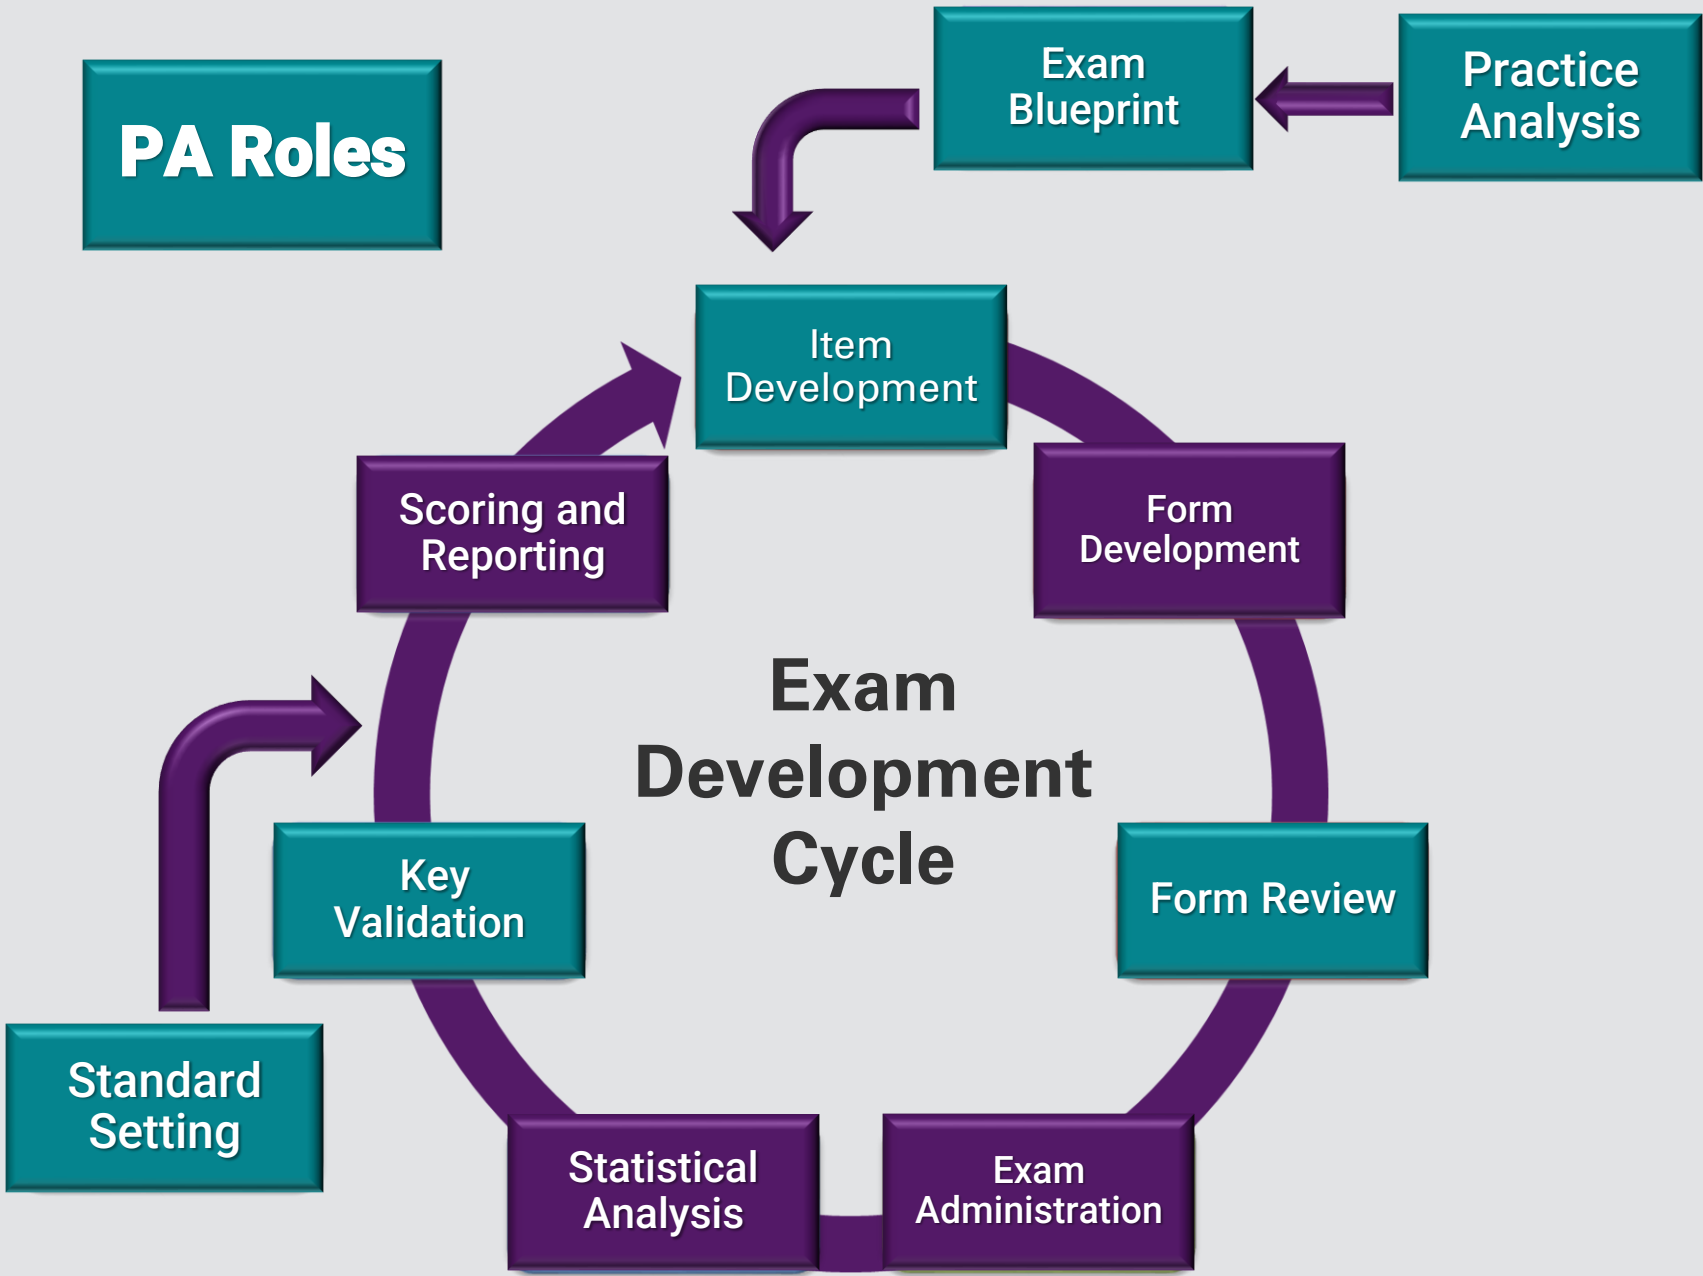 PA Roles
Exam
Blueprint
Practice
Analysis
Item
Development
Form
Development
Form Review
Exam
Administration
Statistical
Analysis
Key
Validation
Standard
Setting
Scoring and
Reporting
Exam
Development
Cycle